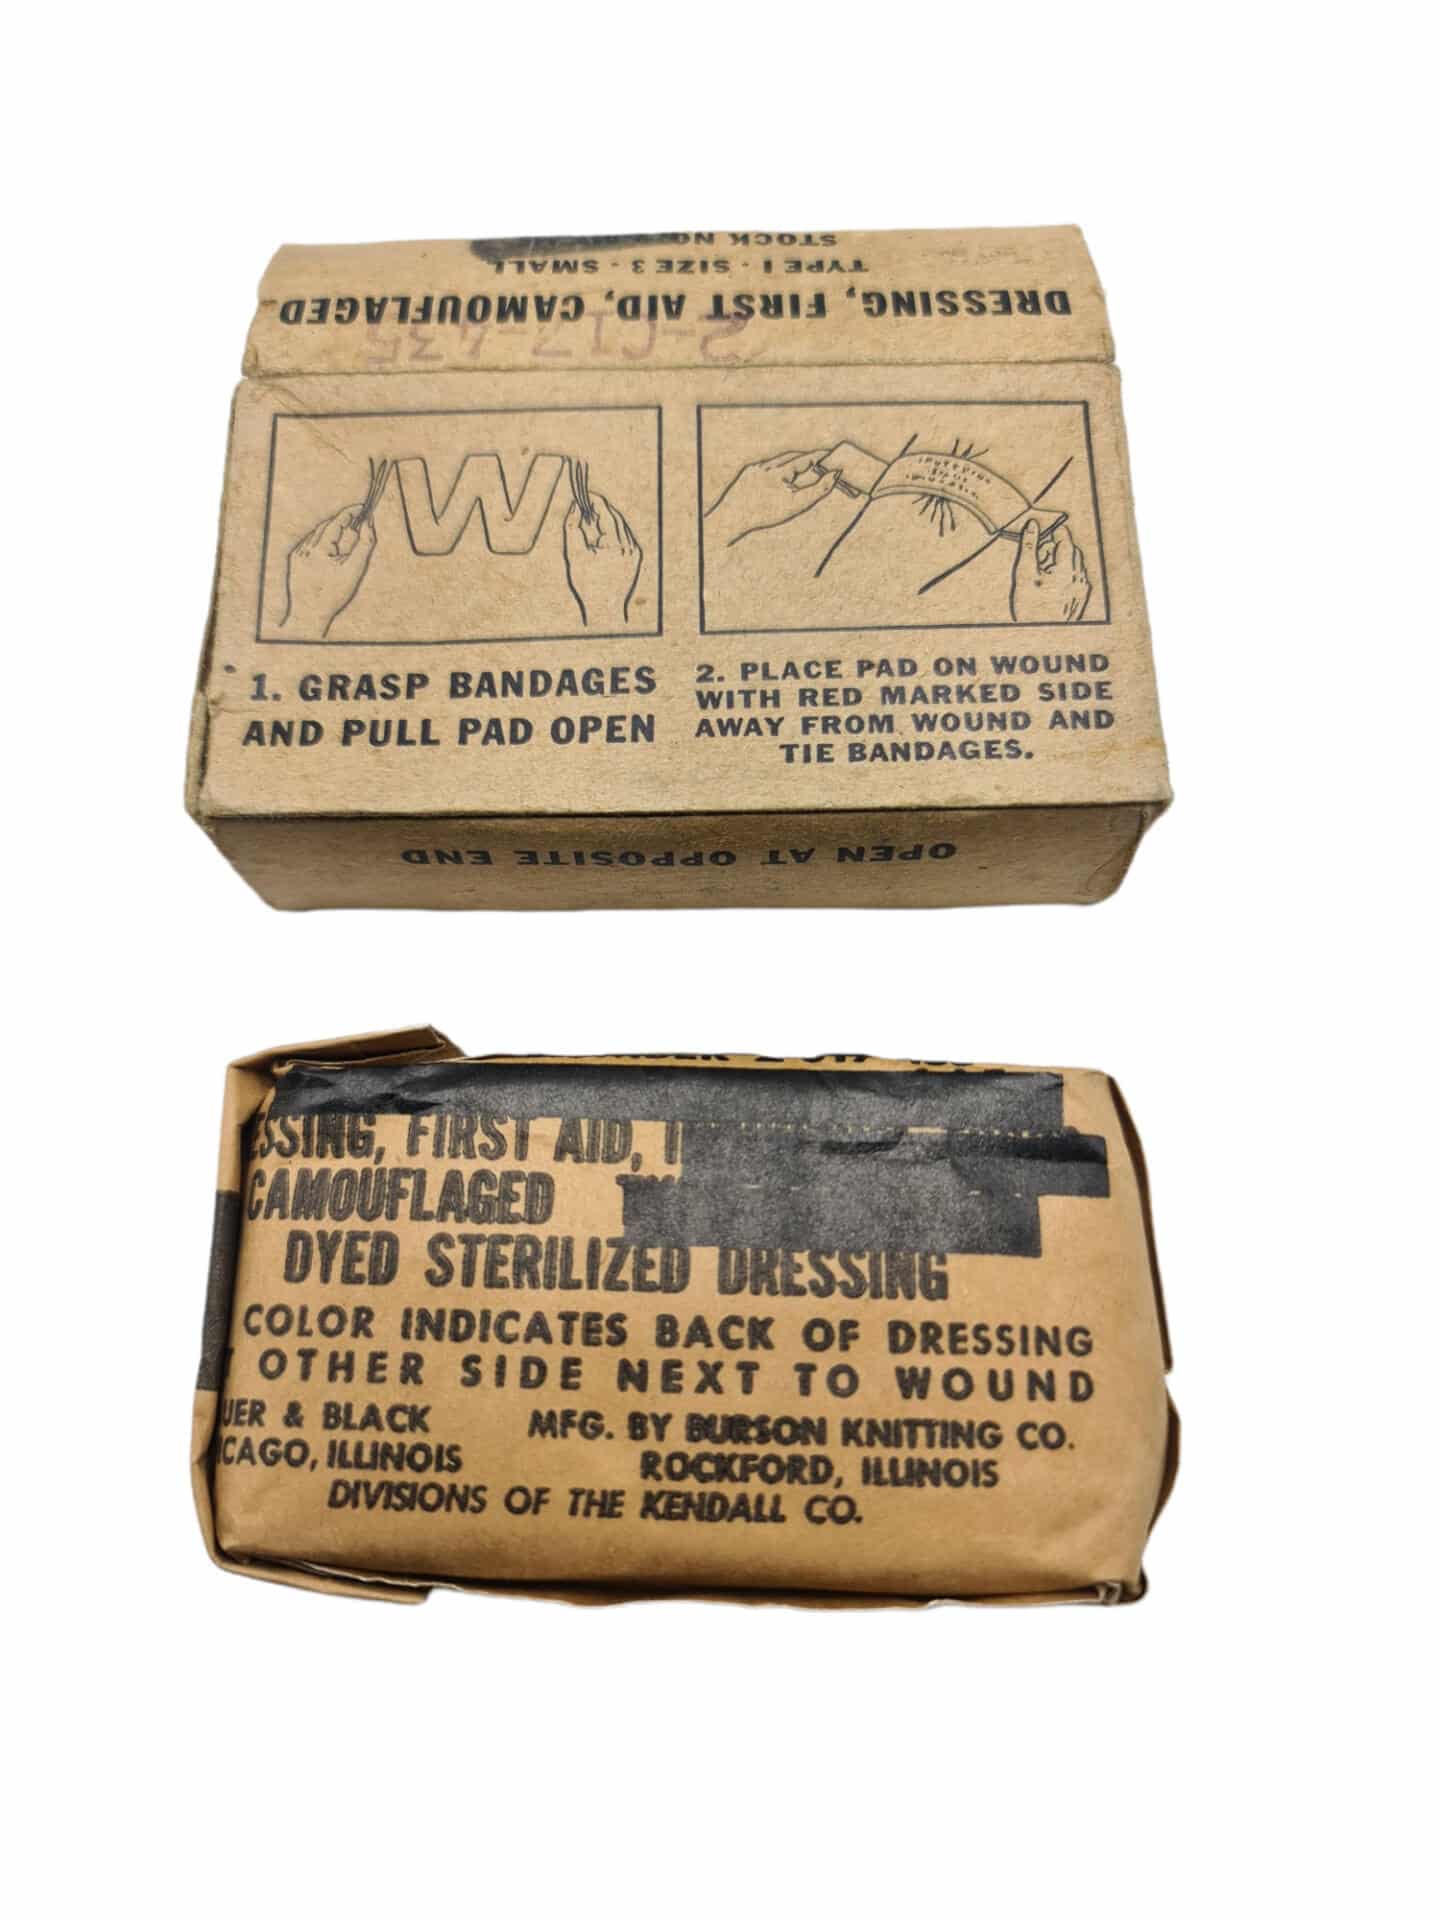 DRESSING, FIRST AID, CAMOUFLAGED
TYPE I - SIZE 3 - SMALL
STOCK NO.
2-C17-435
W
1. GRASP BANDAGES
AND PULL PAD OPEN
2. PLACE PAD ON WOUND
WITH RED MARKED SIDE
AWAY FROM WOUND AND
TIE BANDAGES.
OPEN AT OPPOSITE END
ESSING, FIRST AID,
CAMOUFLAGED
DYED STERILIZED DRESSING
COLOR INDICATES BACK OF DRESSING
OTHER SIDE NEXT TO WOUND
UER & BLACK
CAGO, ILLINOIS
MFG. BY BURSON KNITTING CO.
ROCKFORD, ILLINOIS
DIVISIONS OF THE KENDALL CO.